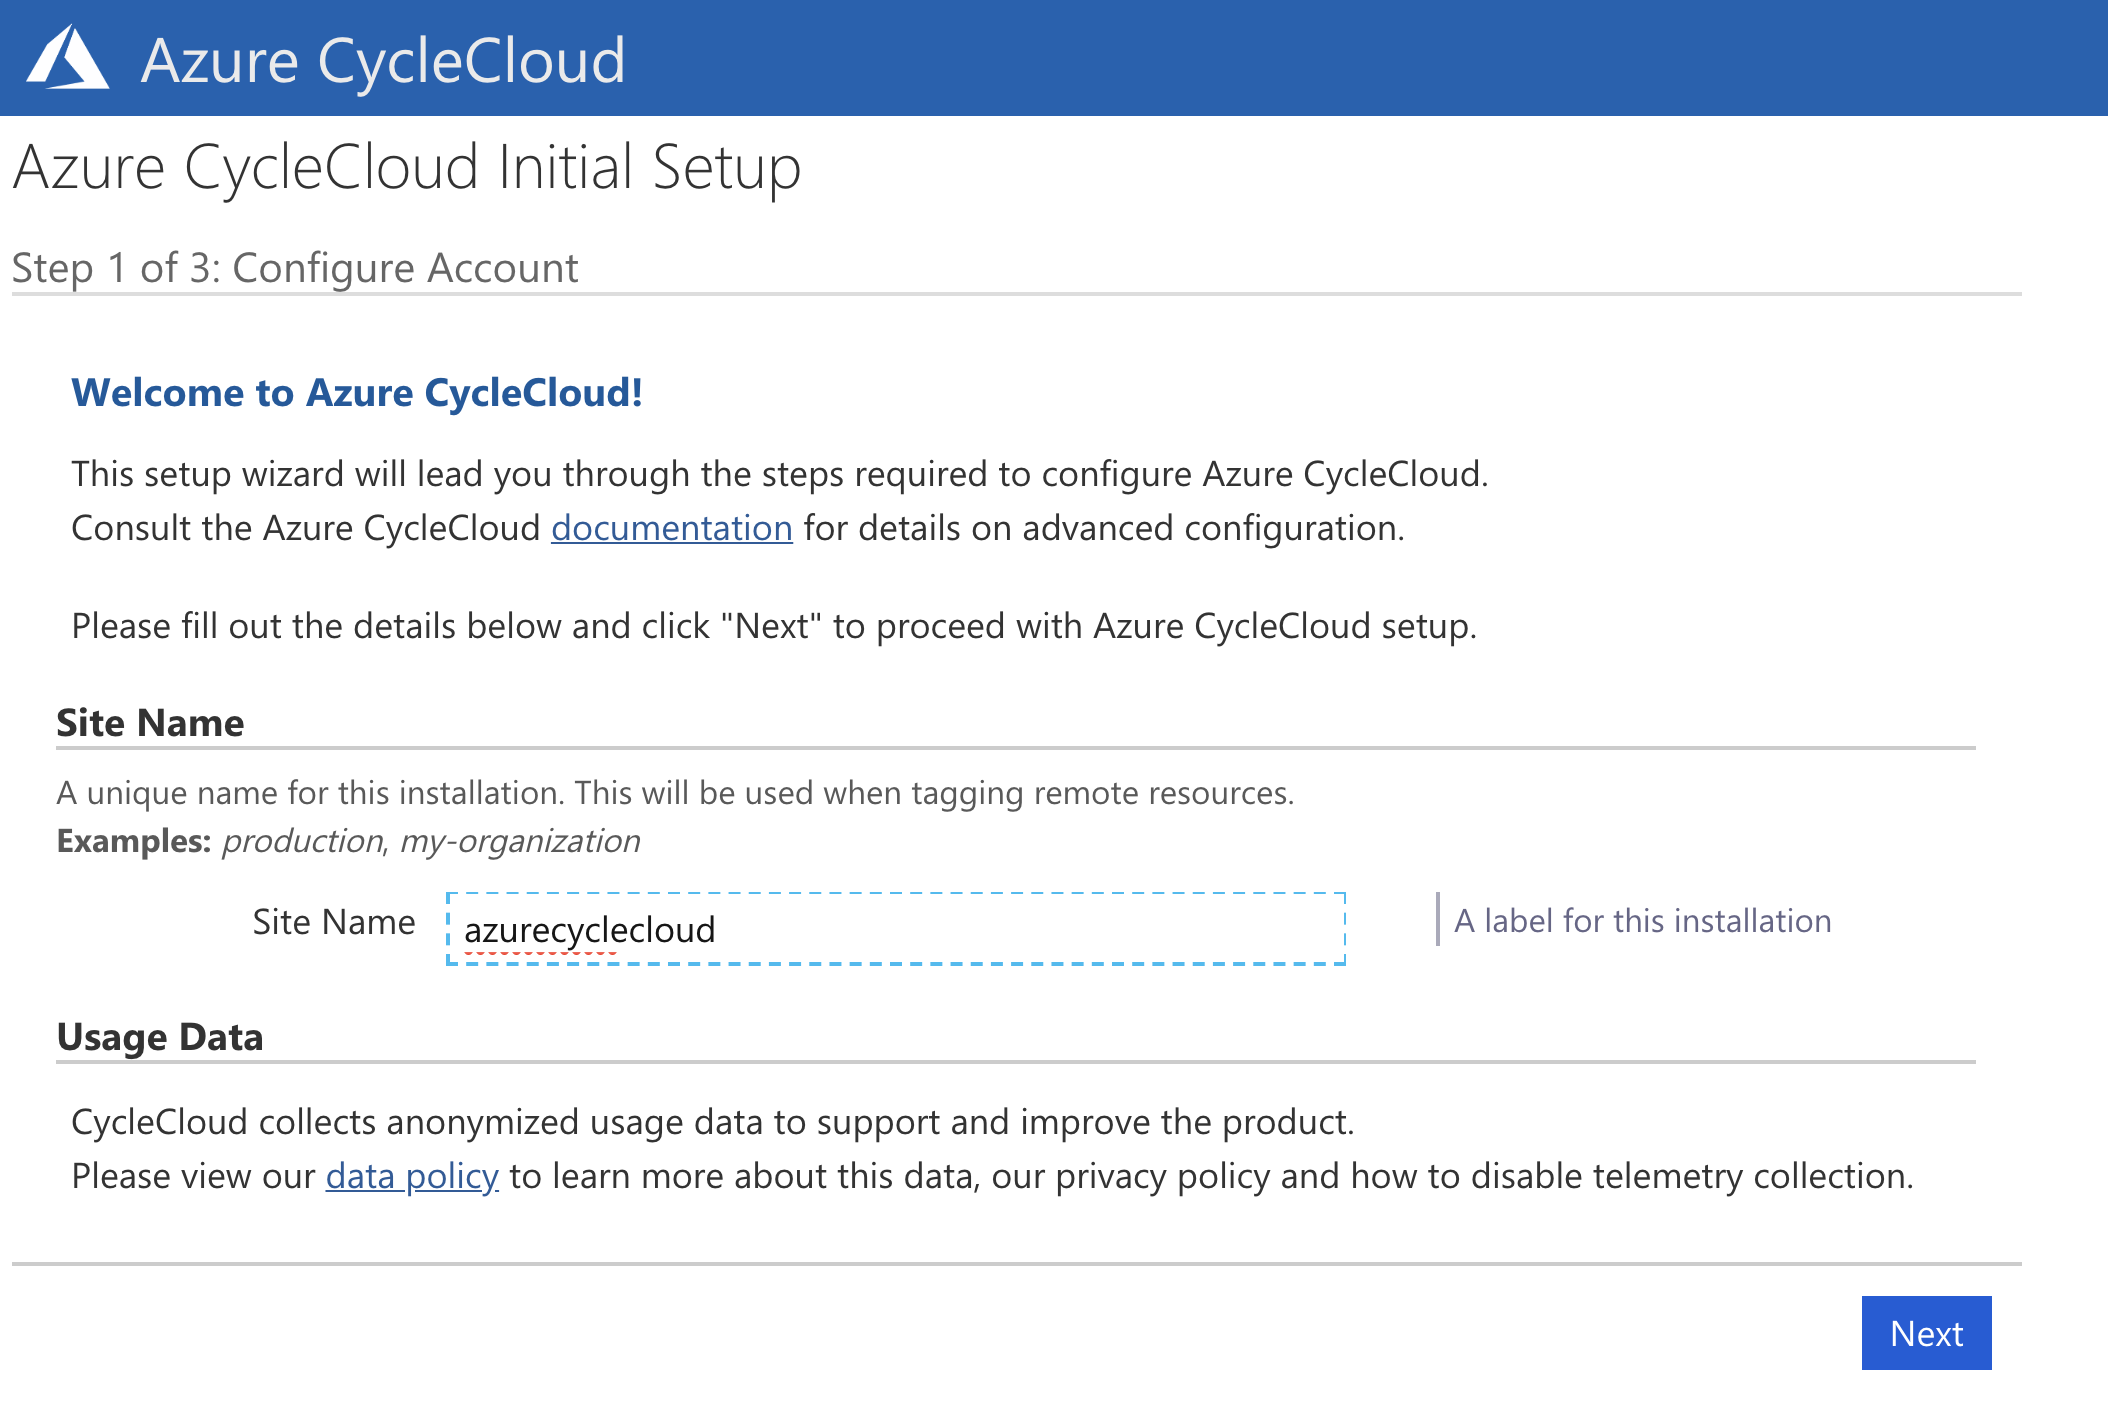 Azure CycleCloud
Azure CycleCloud Initial Setup
Step 1 of 3: Configure Account
Welcome to Azure CycleCloud!
This setup wizard will lead you through the steps required to configure Azure CycleCloud.
Consult the Azure CycleCloud documentation for details on advanced configuration.
Please fill out the details below and click "Next" to proceed with Azure CycleCloud setup.
Site Name
A unique name for this installation. This will be used when tagging remote resources.
Examples: production, my-organization
Site Name azurecyclecloud A label for this installation
Usage Data
CycleCloud collects anonymized usage data to support and improve the product.
Please view our data policy to learn more about this data, our privacy policy and how to disable telemetry collection.
Next